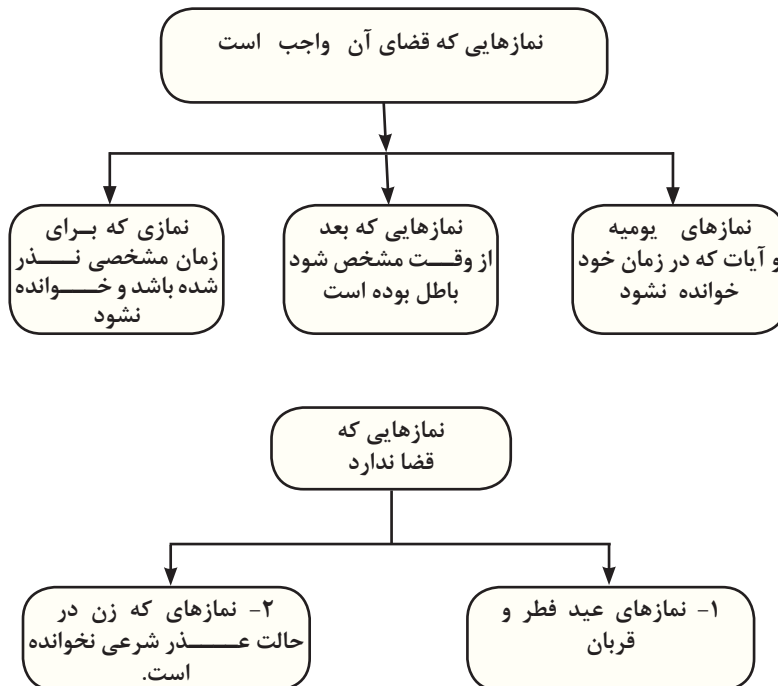 نمازهایی که قضای آن واجب است
نمازهای یومیه
و آیات که در زمان خود
خوانده نشود
نمازهایی که بعد
از وقت مشخص شود
باطل بوده است
نمازی که برای
زمان مشخصی نذر
شده باشد و خوانده
نشود
نمازهایی که
قضا ندارد
۱- نمازهای عید فطر و
قربان
۲- نمازهای که زن در
حالت عذر شرعی نخوانده
است.